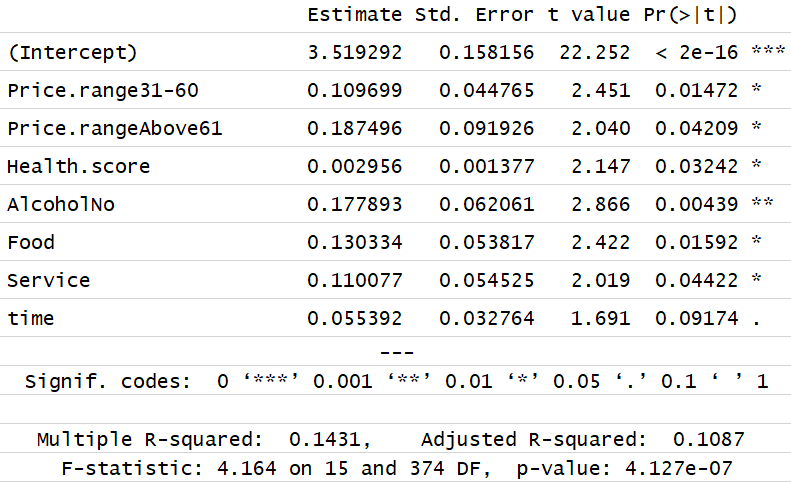 Estimate Std. Error t value Pr(>|t|)
(Intercept) 3.519292 0.158156 22.252 < 2e-16 ***
Price.range31-60 0.109699 0.044765 2.451 0.01472 *
Price.rangeAbove61 0.187496 0.091926 2.040 0.04209 *
Health.score 0.002956 0.001377 2.147 0.03242 *
AlcoholNo 0.177893 0.062061 2.866 0.00439 **
Food 0.130334 0.053817 2.422 0.01592 *
Service 0.110077 0.054525 2.019 0.04422 *
time 0.055392 0.032764 1.691 0.09174 .
---
Signif. codes: 0 ‘***’ 0.001 ‘**’ 0.01 ‘*’ 0.05 ‘.’ 0.1 ‘ ’ 1
Multiple R-squared: 0.1431, Adjusted R-squared: 0.1087
F-statistic: 4.164 on 15 and 374 DF, p-value: 4.127e-07